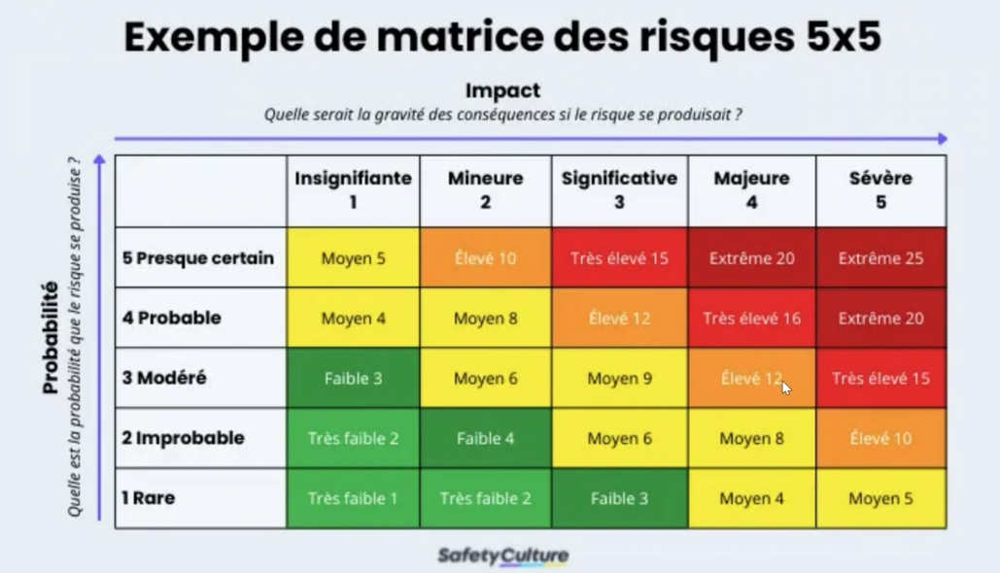 Exemple de matrice des risques 5x5
Impact
Quelle serait la gravité des conséquences si le risque se produisait ?
Probabilité
Quelle est la probabilité que le risque se produise ?
Insignifiante 1
Mineure 2
Significative 3
Majeure 4
Sévère 5
5 Presque certain
Moyen 5
Élevé 10
Très élevé 15
Extrême 20
Extrême 25
4 Probable
Moyen 4
Moyen 8
Élevé 12
Très élevé 16
Extrême 20
3 Modéré
Faible 3
Moyen 6
Moyen 9
Élevé 12
Très élevé 15
2 Improbable
Très faible 2
Faible 4
Moyen 6
Moyen 8
Élevé 10
1 Rare
Très faible 1
Très faible 2
Faible 3
Moyen 4
Moyen 5
SafetyCulture